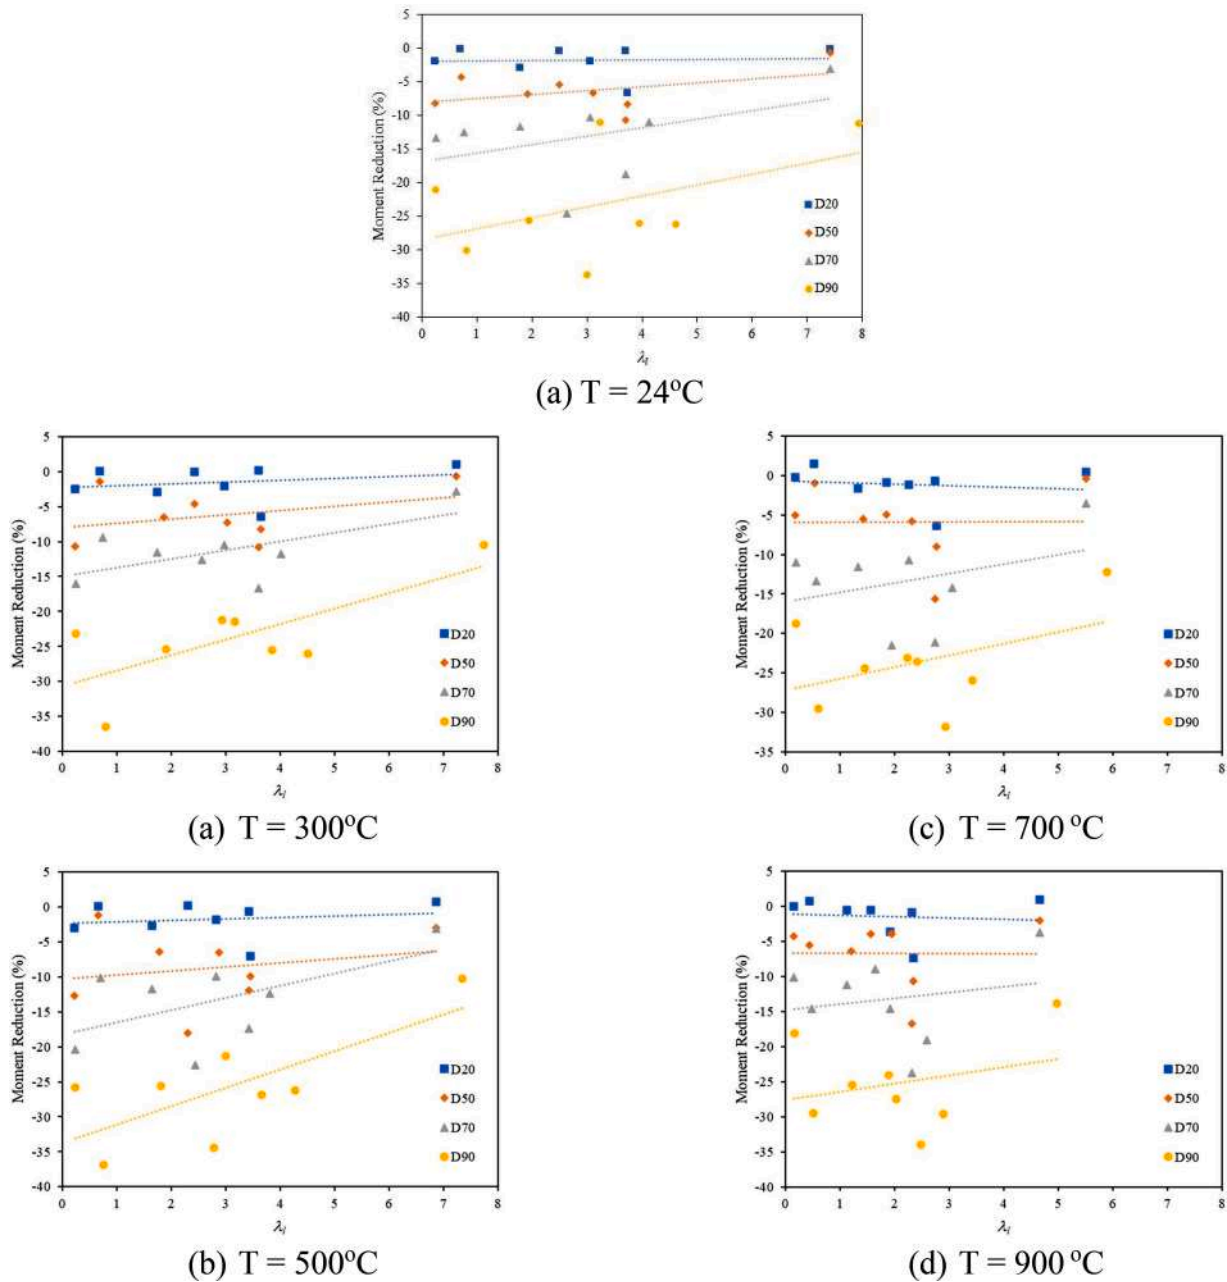 5
0
-5
-10
-15
-20
-25
-30
-35
-40
Moment Reduction (%)
D20
D50
D70
D90
0 1 2 3 4 5 6 7 8
λi
(a) T = 24°C
5
0
-5
-10
-15
-20
-25
-30
-35
-40
Moment Reduction (%)
D20
D50
D70
D90
0 1 2 3 4 5 6 7 8
λi
(a) T = 300°C
5
0
-5
-10
-15
-20
-25
-30
-35
Moment Reduction (%)
D20
D50
D70
D90
0 1 2 3 4 5 6 7 8
λi
(c) T = 700 °C
5
0
-5
-10
-15
-20
-25
-30
-35
-40
Moment Reduction (%)
D20
D50
D70
D90
0 1 2 3 4 5 6 7 8
λi
(b) T = 500°C
5
0
-5
-10
-15
-20
-25
-30
-35
-40
Moment Reduction (%)
D20
D50
D70
D90
0 1 2 3 4 5 6 7 8
λi
(d) T = 900 °C